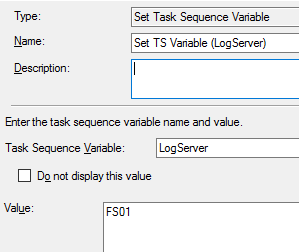 Type: Set Task Sequence Variable
Name: Set TS Variable (LogServer)
Description:
Enter the task sequence variable name and value.
Task Sequence Variable: LogServer
Do not display this value
Value: FS01